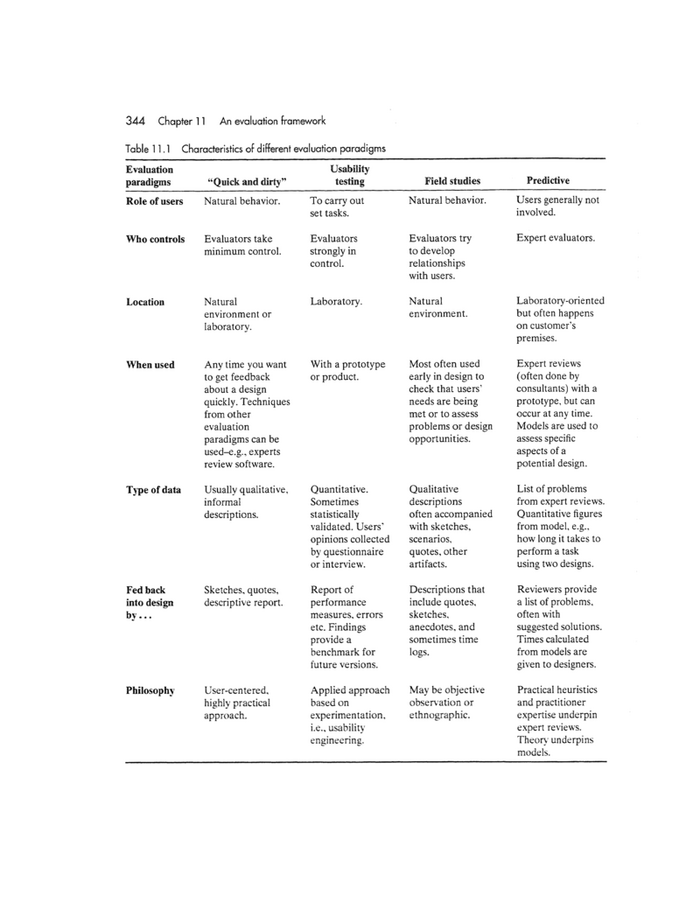 344 Chapter 11 An evaluation framework
Table 11.1 Characteristics of different evaluation paradigms
Evaluation
paradigms
"Quick and dirty"
Usability
testing
Field studies
Predictive
Role of users
Natural behavior.
To carry out
set tasks.
Natural behavior.
Users generally not
involved.
Who controls
Evaluators take
minimum control.
Evaluators
strongly in
control.
Evaluators try
to develop
relationships
with users.
Expert evaluators.
Location
Natural
environment or
laboratory.
Laboratory.
Natural
environment.
Laboratory-oriented
but often happens
on customer's
premises.
When used
Any time you want
to get feedback
about a design
quickly. Techniques
from other
evaluation
paradigms can be
used–e.g., experts
review software.
With a prototype
or product.
Most often used
early in design to
check that users'
needs are being
met or to assess
problems or design
opportunities.
Expert reviews
(often done by
consultants) with a
prototype, but can
occur at any time.
Models are used to
assess specific
aspects of a
potential design.
Type of data
Usually qualitative,
informal
descriptions.
Quantitative.
Sometimes
statistically
validated. Users'
opinions collected
by questionnaire
or interview.
Qualitative
descriptions
often accompanied
with sketches,
scenarios,
quotes, other
artifacts.
List of problems
from expert reviews.
Quantitative figures
from model, e.g.,
how long it takes to
perform a task
using two designs.
Fed back
into design
by...
Sketches, quotes,
descriptive report.
Report of
performance
measures, errors
etc. Findings
provide a
benchmark for
future versions.
Descriptions that
include quotes,
sketches,
anecdotes, and
sometimes time
logs.
Reviewers provide
a list of problems,
often with
suggested solutions.
Times calculated
from models are
given to designers.
Philosophy
User-centered,
highly practical
approach.
Applied approach
based on
experimentation,
i.e., usability
engineering.
May be objective
observation or
ethnographic.
Practical heuristics
and practitioner
expertise underpin
expert reviews.
Theory underpins
models.